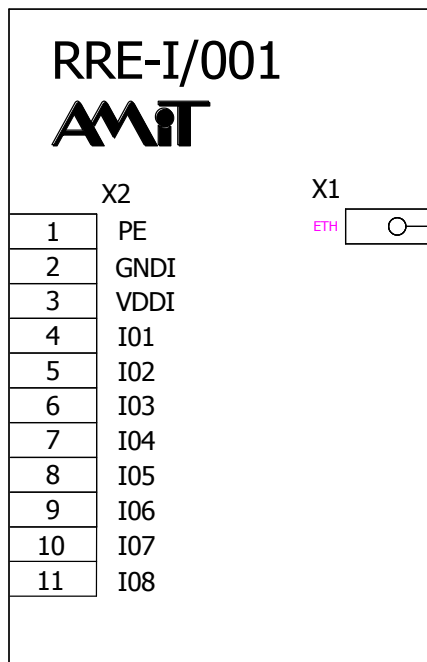 RRE-I/001
AMiT
X2 X1
1 PE ETH
2 GNDI
3 VDDI
4 I01
5 I02
6 I03
7 I04
8 I05
9 I06
10 I07
11 I08